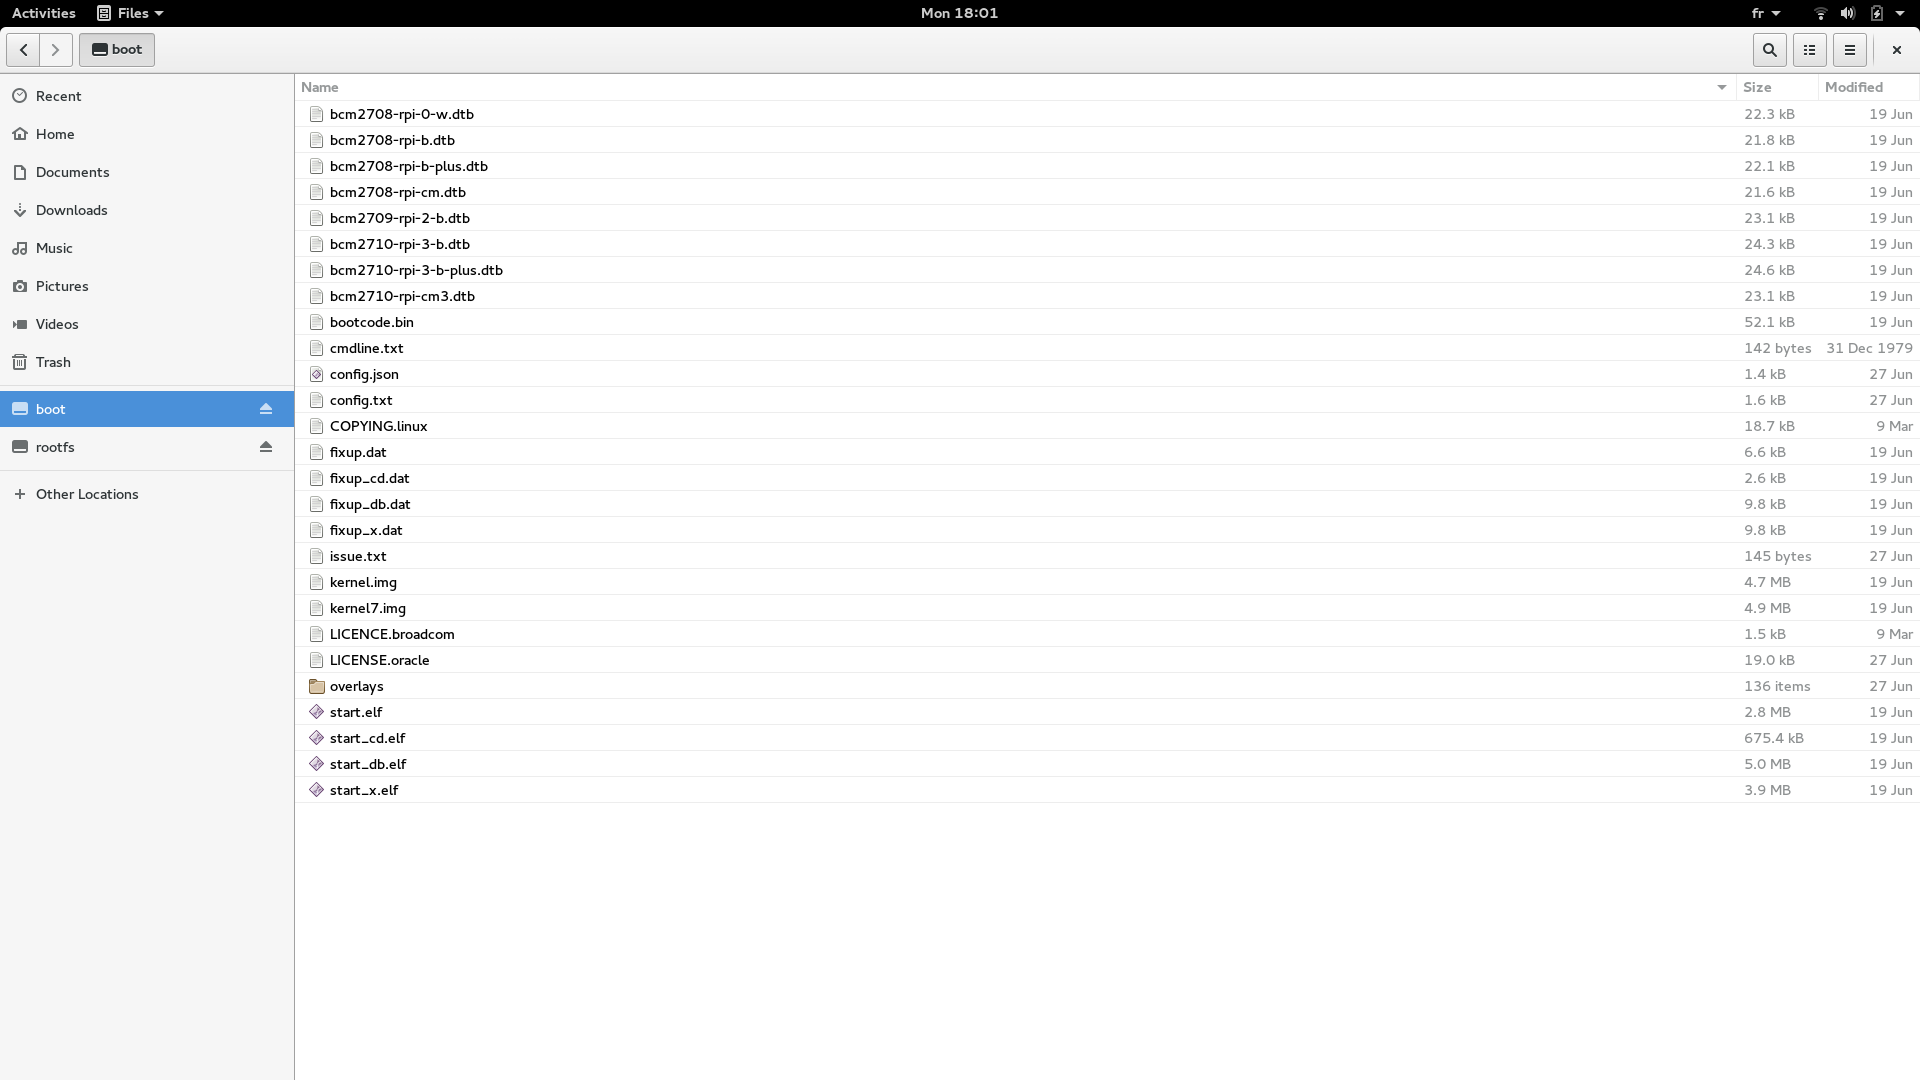 Activities Files Mon 18:01 fr
boot
Recent
Home
Documents
Downloads
Music
Pictures
Videos
Trash
boot
rootfs
Other Locations
Name Size Modified
bcm2708-rpi-0-w.dtb 22.3 kB 19 Jun
bcm2708-rpi-b.dtb 21.8 kB 19 Jun
bcm2708-rpi-b-plus.dtb 22.1 kB 19 Jun
bcm2708-rpi-cm.dtb 21.6 kB 19 Jun
bcm2709-rpi-2-b.dtb 23.1 kB 19 Jun
bcm2710-rpi-3-b.dtb 24.3 kB 19 Jun
bcm2710-rpi-3-b-plus.dtb 24.6 kB 19 Jun
bcm2710-rpi-cm3.dtb 23.1 kB 19 Jun
bootcode.bin 52.1 kB 19 Jun
cmdline.txt 142 bytes 31 Dec 1979
config.json 1.4 kB 27 Jun
config.txt 1.6 kB 27 Jun
COPYING.linux 18.7 kB 9 Mar
fixup.dat 6.6 kB 19 Jun
fixup_cd.dat 2.6 kB 19 Jun
fixup_db.dat 9.8 kB 19 Jun
fixup_x.dat 9.8 kB 19 Jun
issue.txt 145 bytes 27 Jun
kernel.img 4.7 MB 19 Jun
kernel7.img 4.9 MB 19 Jun
LICENCE.broadcom 1.5 kB 9 Mar
LICENSE.oracle 19.0 kB 27 Jun
overlays 136 items 27 Jun
start.elf 2.8 MB 19 Jun
start_cd.elf 675.4 kB 19 Jun
start_db.elf 5.0 MB 19 Jun
start_x.elf 3.9 MB 19 Jun